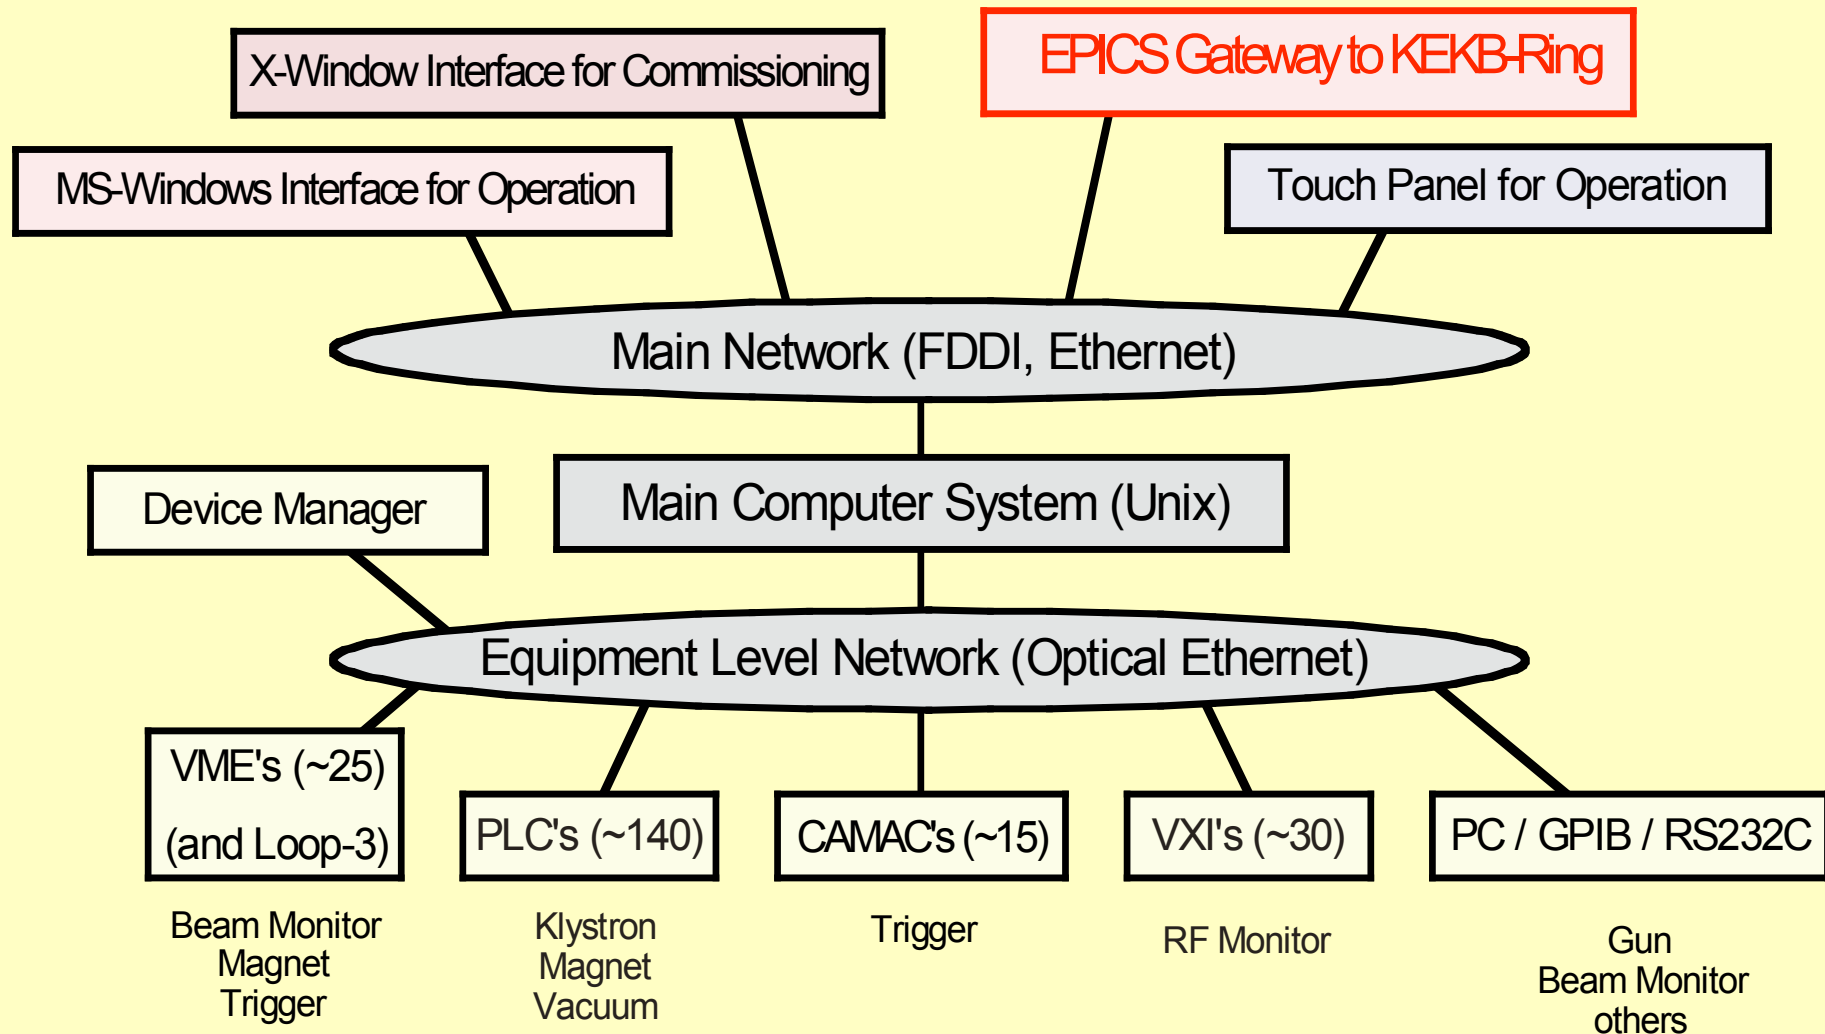 X-Window Interface for Commissioning
EPICS Gateway to KEKB-Ring
MS-Windows Interface for Operation
Touch Panel for Operation
Main Network (FDDI, Ethernet)
Device Manager
Main Computer System (Unix)
Equipment Level Network (Optical Ethernet)
VME's (~25)
(and Loop-3)
PLC's (~140)
CAMAC's (~15)
VXI's (~30)
PC / GPIB / RS232C
Beam Monitor
Magnet
Trigger
Klystron
Magnet
Vacuum
Trigger
RF Monitor
Gun
Beam Monitor
others